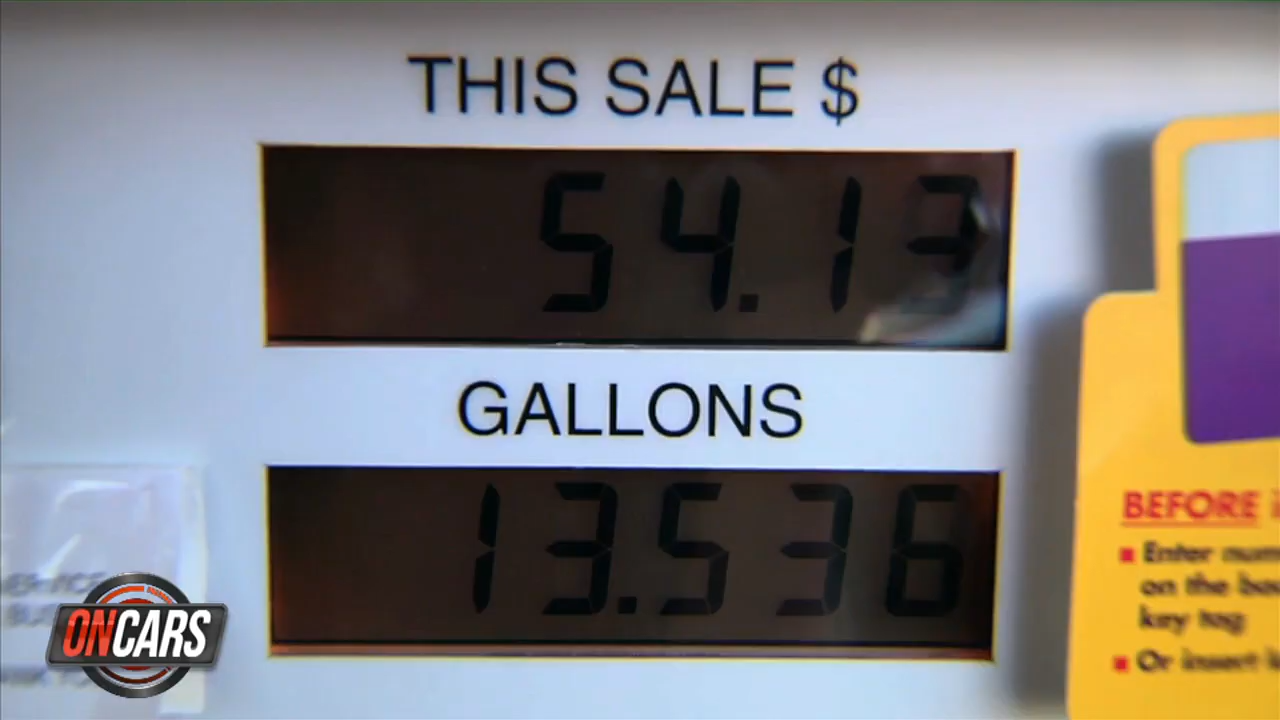 THIS SALE $
54.13
GALLONS
13.536
BEFORE
Enter
on the
key tag
Or insert
ONCARS